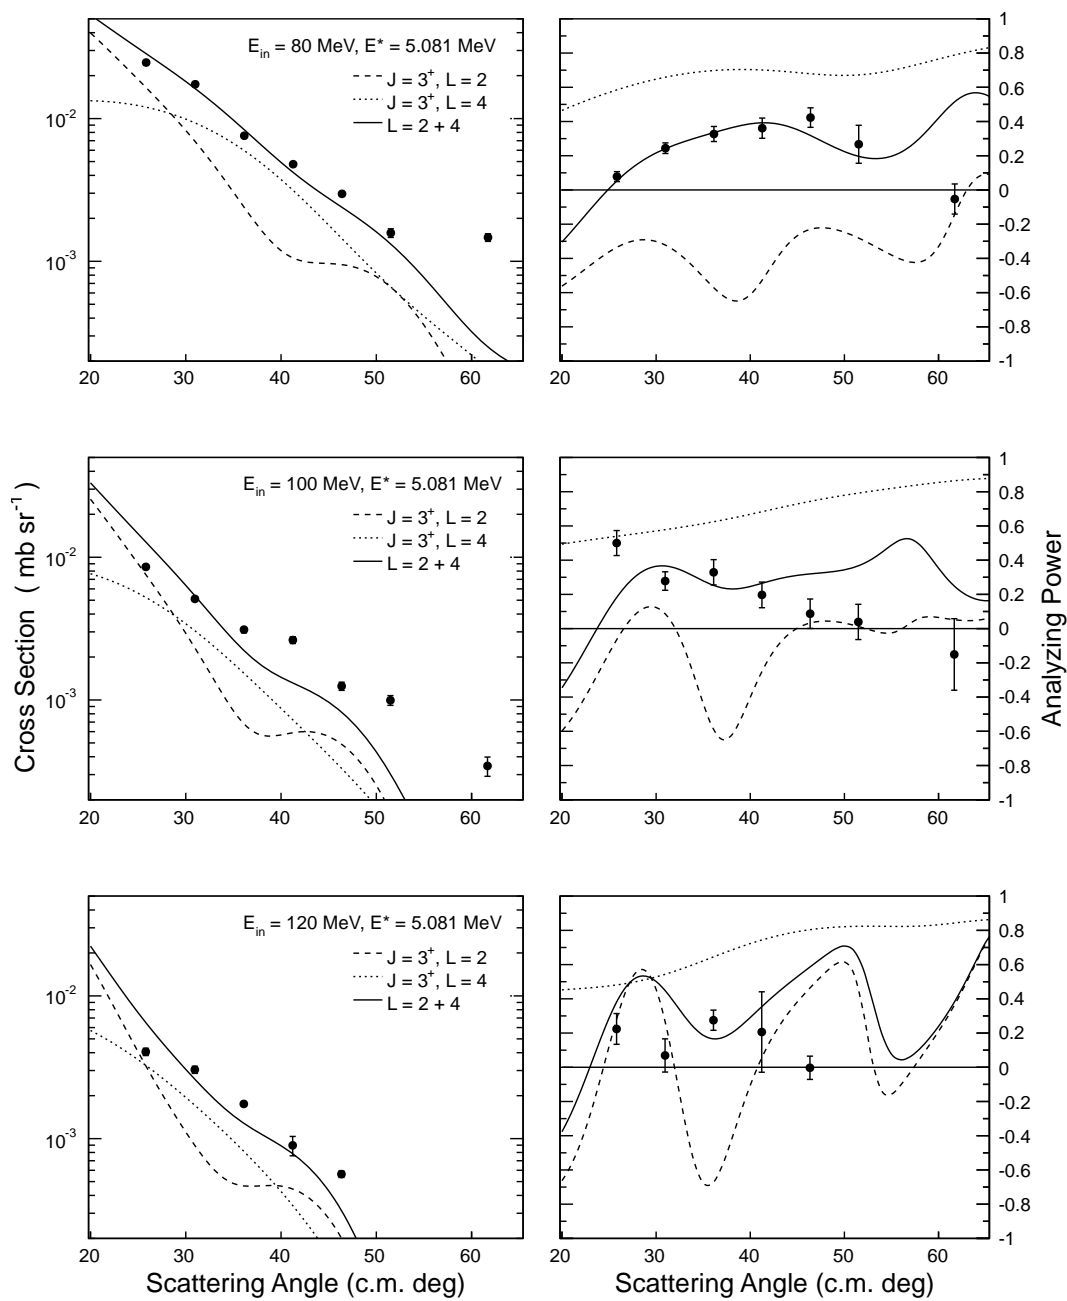 E_in = 80 MeV, E* = 5.081 MeV
J = 3⁺, L = 2
J = 3⁺, L = 4
L = 2 + 4
10⁻²
10⁻³
20 30 40 50 60
1
0.8
0.6
0.4
0.2
0
-0.2
-0.4
-0.6
-0.8
-1
20 30 40 50 60
E_in = 100 MeV, E* = 5.081 MeV
J = 3⁺, L = 2
J = 3⁺, L = 4
L = 2 + 4
10⁻²
10⁻³
20 30 40 50 60
Cross Section ( mb sr⁻¹ )
1
0.8
0.6
0.4
0.2
0
-0.2
-0.4
-0.6
-0.8
-1
20 30 40 50 60
Analyzing Power
E_in = 120 MeV, E* = 5.081 MeV
J = 3⁺, L = 2
J = 3⁺, L = 4
L = 2 + 4
10⁻²
10⁻³
20 30 40 50 60
Scattering Angle (c.m. deg)
1
0.8
0.6
0.4
0.2
0
-0.2
-0.4
-0.6
-0.8
-1
20 30 40 50 60
Scattering Angle (c.m. deg)